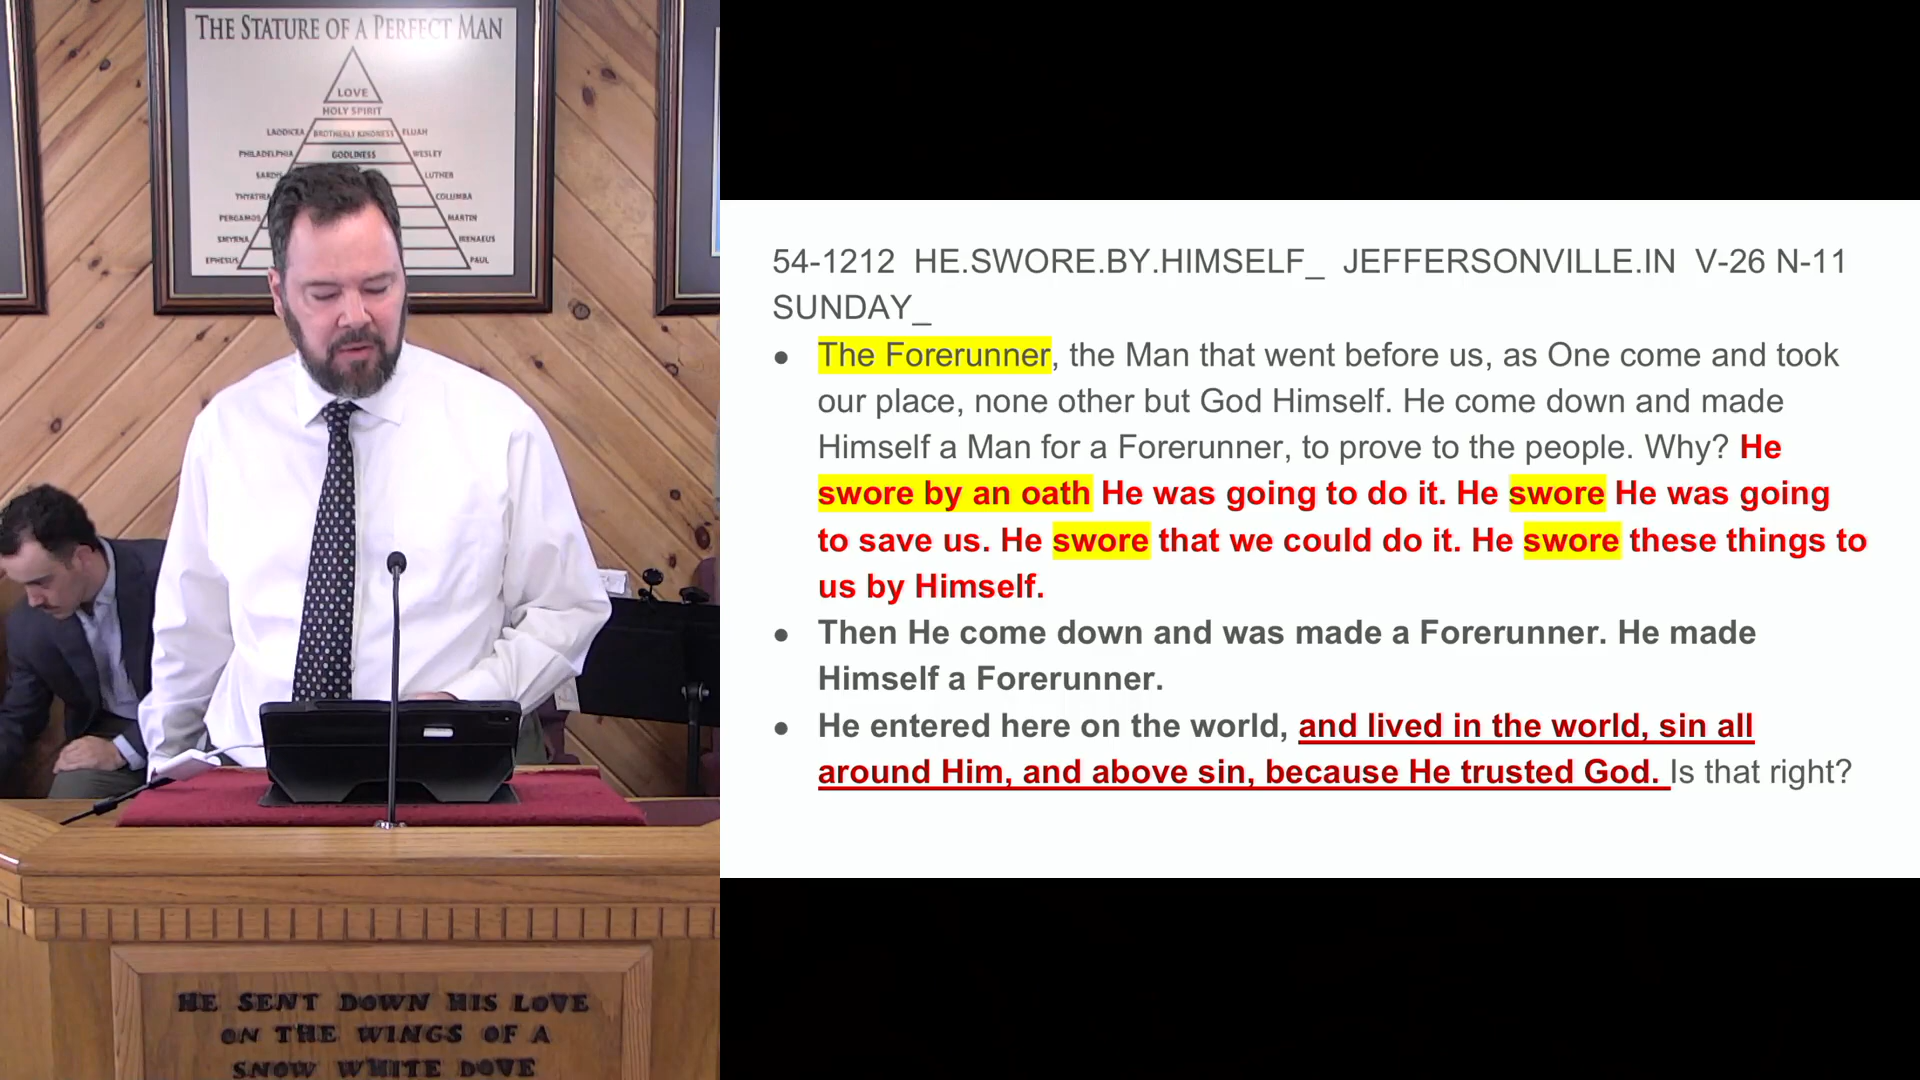 THE STATURE OF A PERFECT MAN
LOVE
HOLY SPIRIT
LAODICEA BROTHERLY KINDNESS ELIJAH
PHILADELPHIA GODLINESS WESLEY
SARDIS LUTHER
THYATIRA COLUMBA
PERGAMOS MARTIN
SMYRNA IRENAEUS
EPHESUS PAUL
HE SENT DOWN HIS LOVE
ON THE WINGS OF A
SNOW WHITE DOVE
54-1212 HE.SWORE.BY.HIMSELF_ JEFFERSONVILLE.IN V-26 N-11
SUNDAY_
● The Forerunner, the Man that went before us, as One come and took
our place, none other but God Himself. He come down and made
Himself a Man for a Forerunner, to prove to the people. Why? He
swore by an oath He was going to do it. He swore He was going
to save us. He swore that we could do it. He swore these things to
us by Himself.
● Then He come down and was made a Forerunner. He made
Himself a Forerunner.
● He entered here on the world, and lived in the world, sin all
around Him, and above sin, because He trusted God. Is that right?